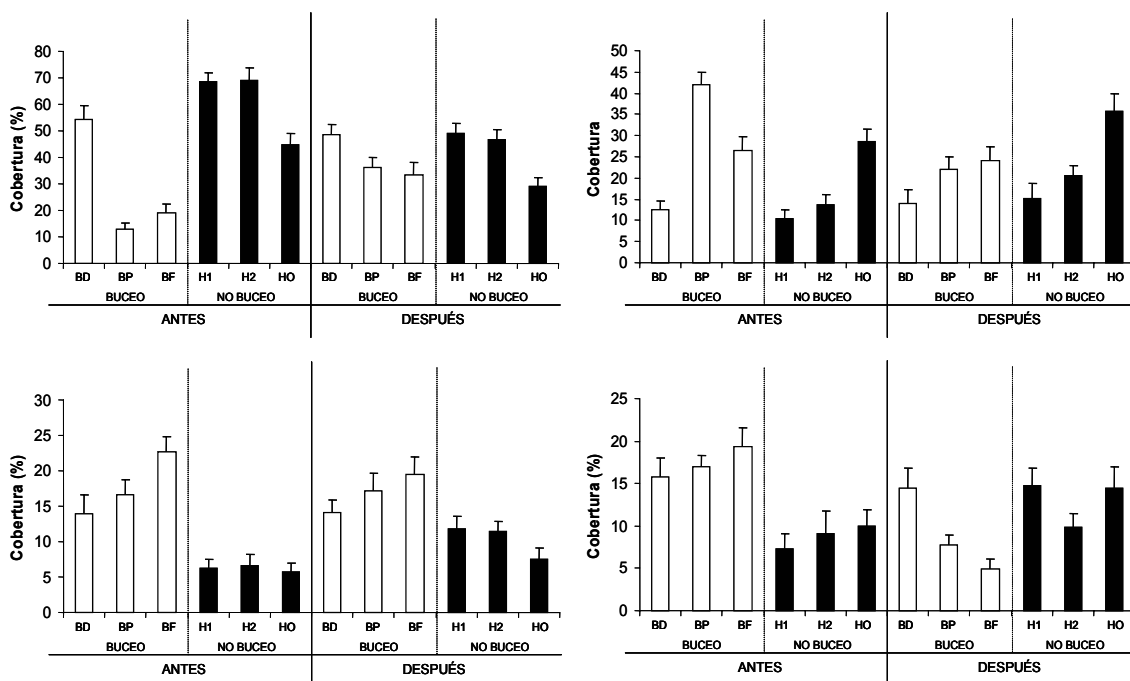 80
70
60
50
40
30
20
10
0
Cobertura (%)
BD BP BF H1 H2 HO BD BP BF H1 H2 HO
BUCEO NO BUCEO BUCEO NO BUCEO
ANTES DESPUÉS
50
45
40
35
30
25
20
15
10
5
0
Cobertura
BD BP BF H1 H2 HO BD BP BF H1 H2 HO
BUCEO NO BUCEO BUCEO NO BUCEO
ANTES DESPUÉS
30
25
20
15
10
5
0
Cobertura (%)
BD BP BF H1 H2 HO BD BP BF H1 H2 HO
BUCEO NO BUCEO BUCEO NO BUCEO
ANTES DESPUÉS
25
20
15
10
5
0
Cobertura (%)
BD BP BF H1 H2 HO BD BP BF H1 H2 HO
BUCEO NO BUCEO BUCEO NO BUCEO
ANTES DESPUÉS